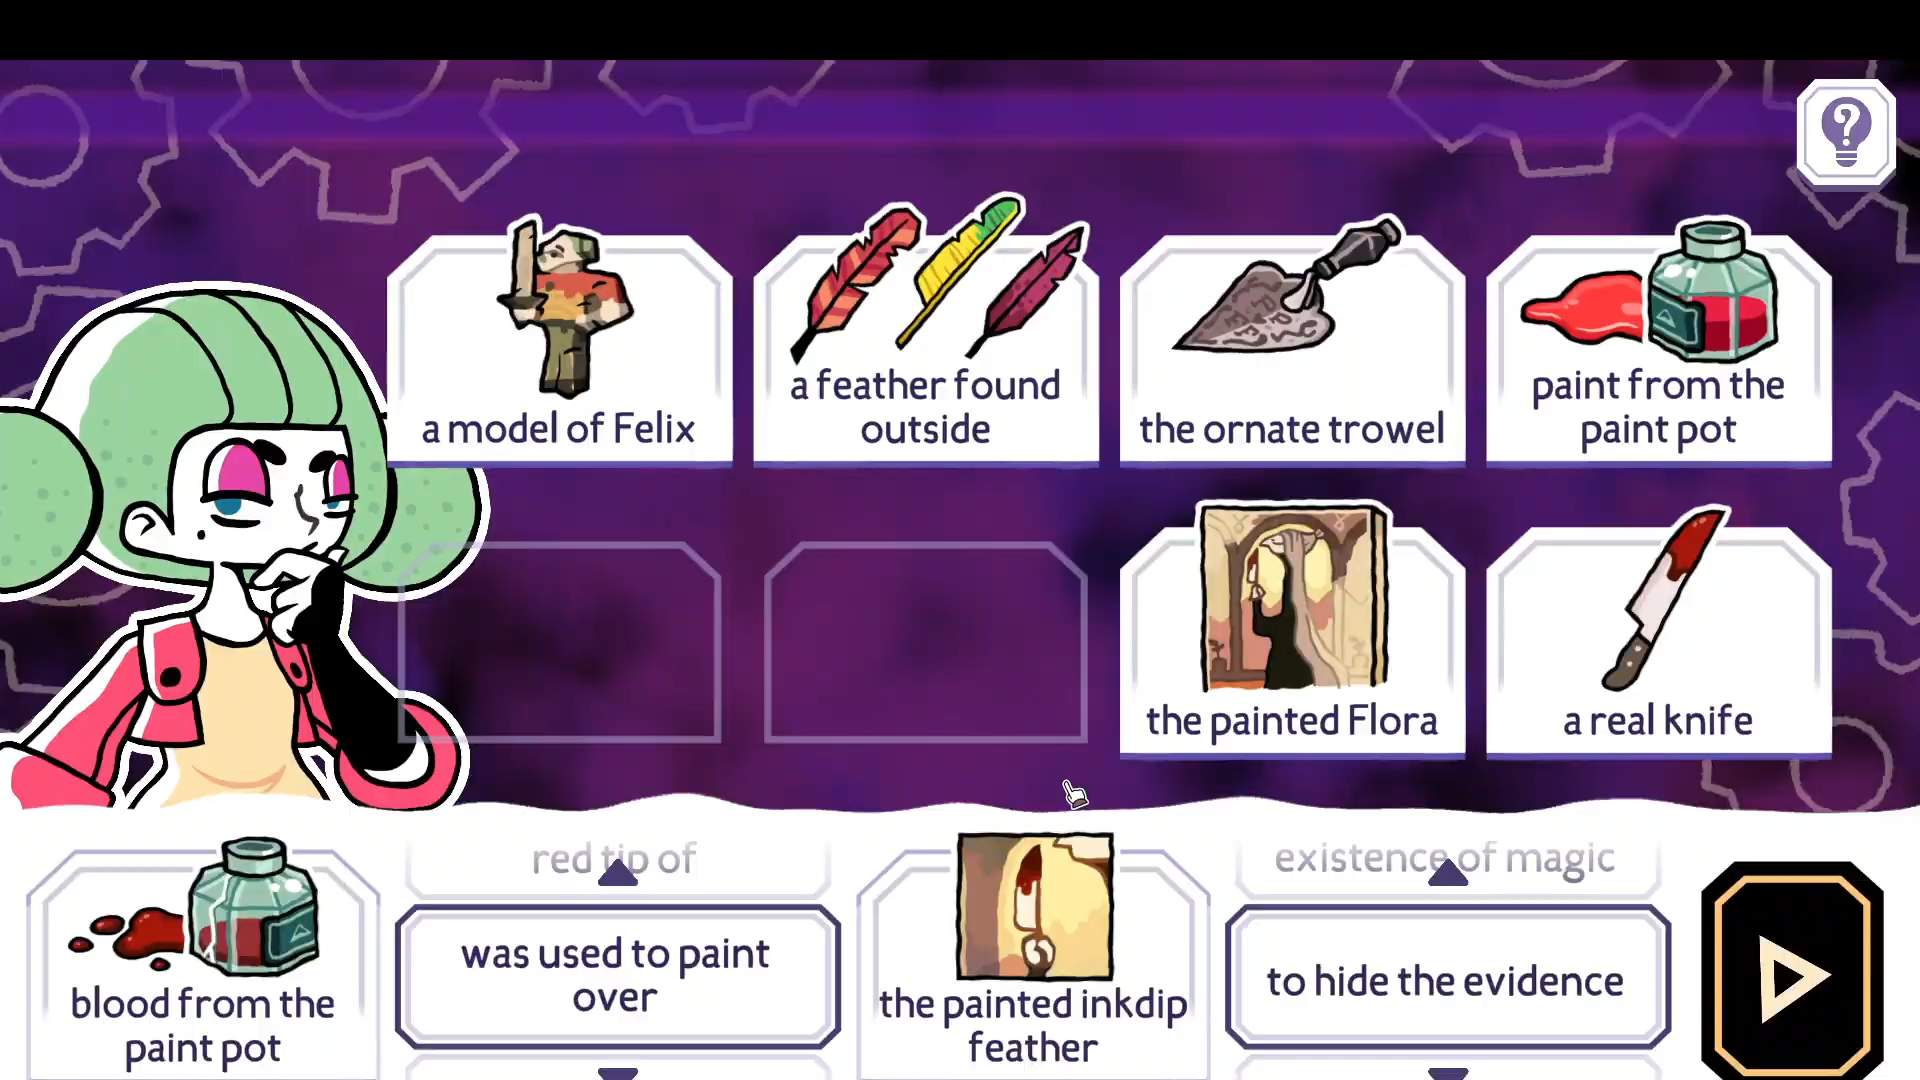 ?
a model of Felix
a feather found
outside
the ornate trowel
paint from the
paint pot
the painted Flora
a real knife
blood from the
paint pot
red tip of
was used to paint
over
the painted inkdip
feather
existence of magic
to hide the evidence